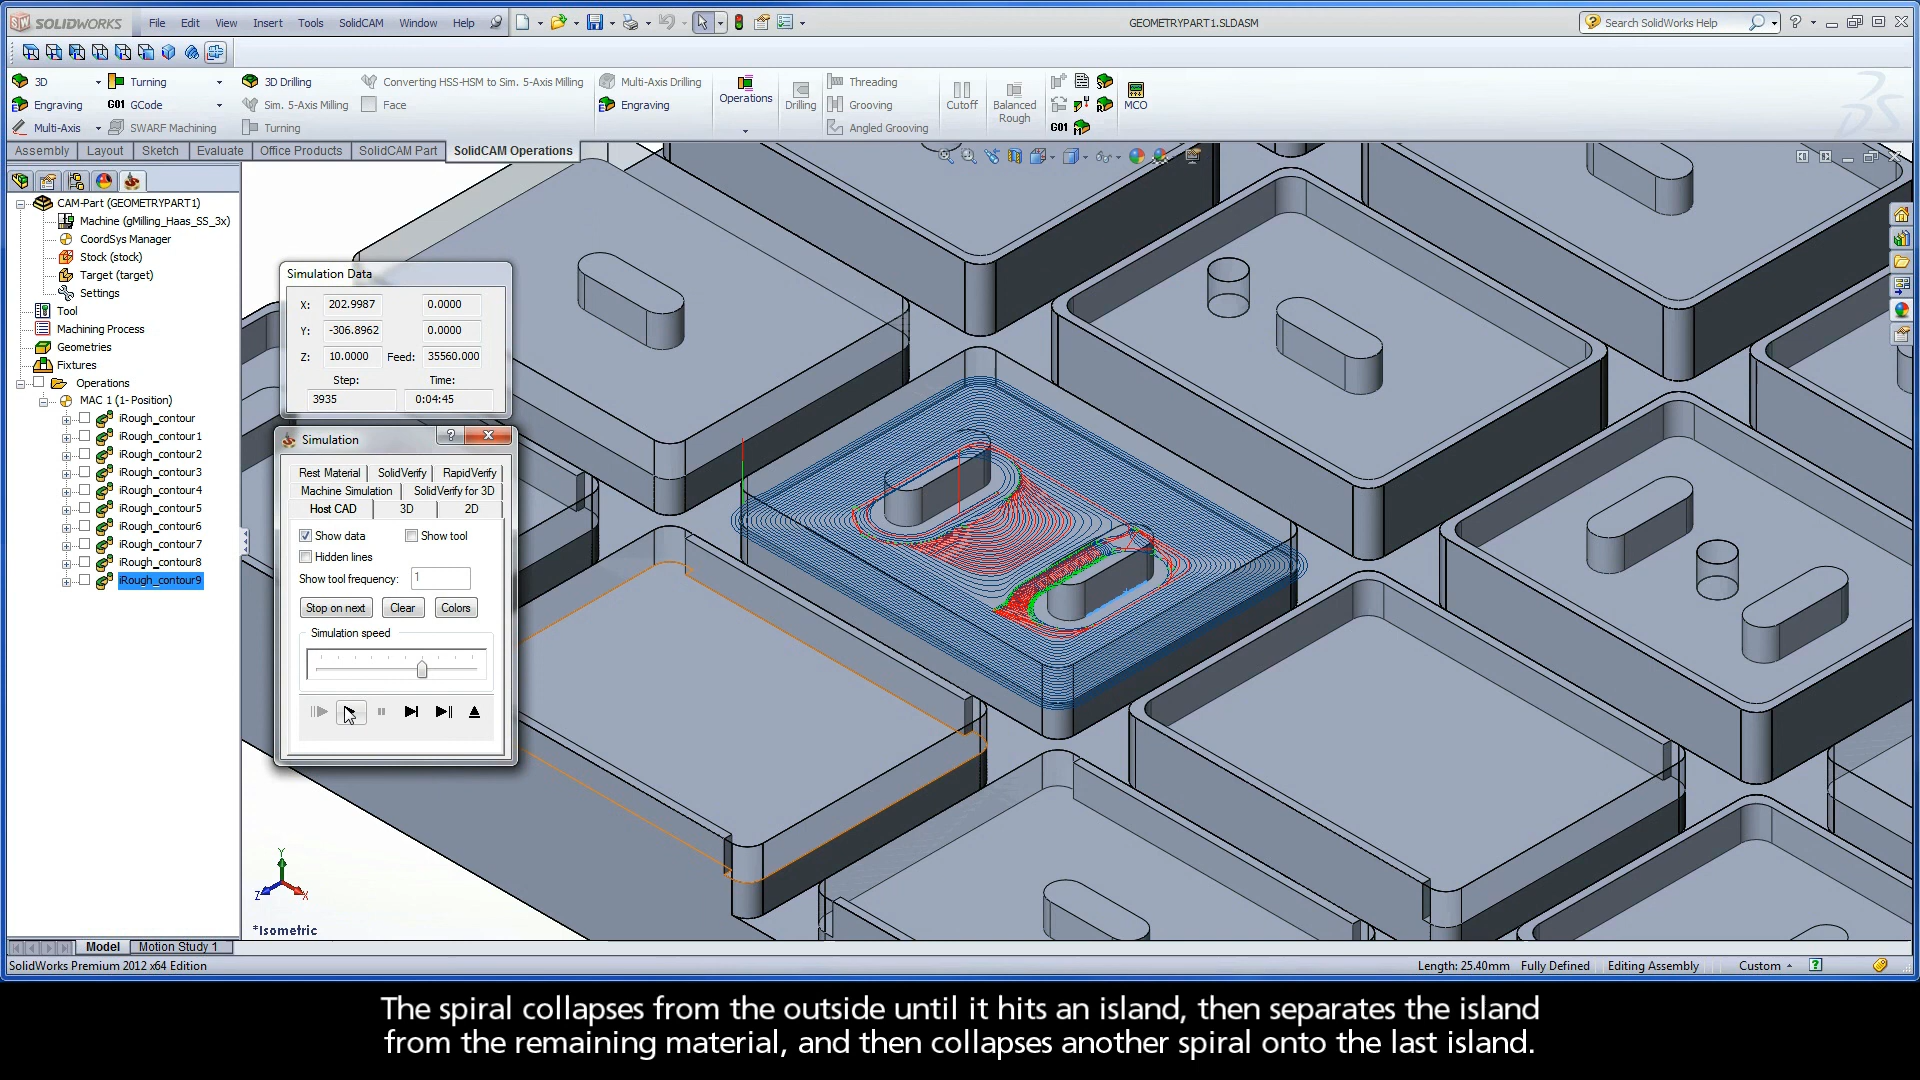 SOLIDWORKS File Edit View Insert Tools SolidCAM Window Help GEOMETRYPART1.SLDASM Search SolidWorks Help
3D Turning 3D Drilling Converting HSS-HSM to Sim. 5-Axis Milling Multi-Axis Drilling Threading
Engraving G01 GCode Sim. 5-Axis Milling Face Engraving Operations Drilling Grooving Cutoff Balanced Rough MCO
Multi-Axis SWARF Machining Turning Angled Grooving G01
Assembly Layout Sketch Evaluate Office Products SolidCAM Part SolidCAM Operations
CAM-Part (GEOMETRYPART1)
Machine (gMilling_Haas_SS_3x)
CoordSys Manager
Stock (stock)
Target (target)
Settings
Tool
Machining Process
Geometries
Fixtures
Operations
MAC 1 (1- Position)
iRough_contour
iRough_contour1
iRough_contour2
iRough_contour3
iRough_contour4
iRough_contour5
iRough_contour6
iRough_contour7
iRough_contour8
iRough_contour9
Simulation Data
X: 202.9987 0.0000
Y: -306.8962 0.0000
Z: 10.0000 Feed: 35560.000
Step: Time:
3935 0:04:45
Simulation
Rest Material SolidVerify RapidVerify
Machine Simulation SolidVerify for 3D
Host CAD 3D 2D
Show data Show tool
Hidden lines
Show tool frequency: 1
Stop on next Clear Colors
Simulation speed
Y
Z X
*Isometric
Model Motion Study 1
SolidWorks Premium 2012 x64 Edition Length: 25.40mm Fully Defined Editing Assembly Custom
The spiral collapses from the outside until it hits an island, then separates the island
from the remaining material, and then collapses another spiral onto the last island.